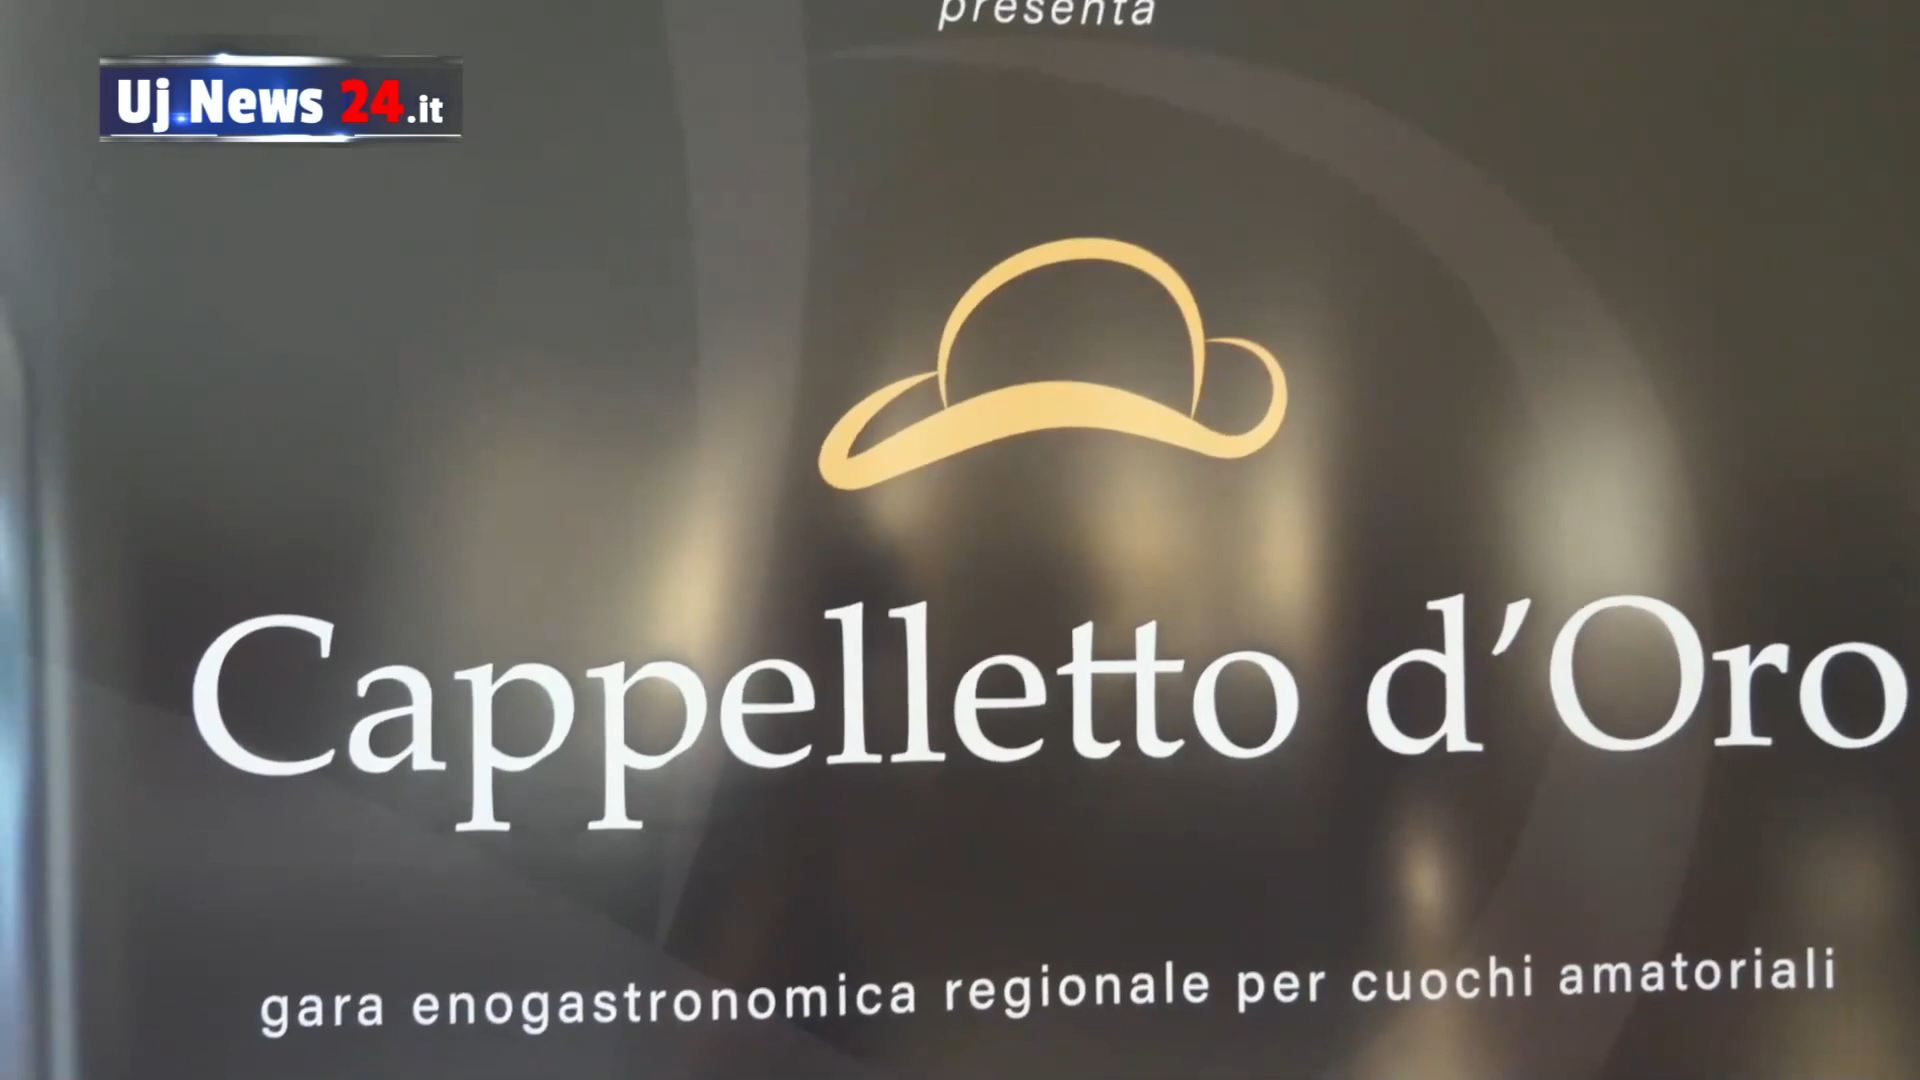 presenta
Uj News 24.it
Cappelletto d'Oro
gara enogastronomica regionale per cuochi amatoriali